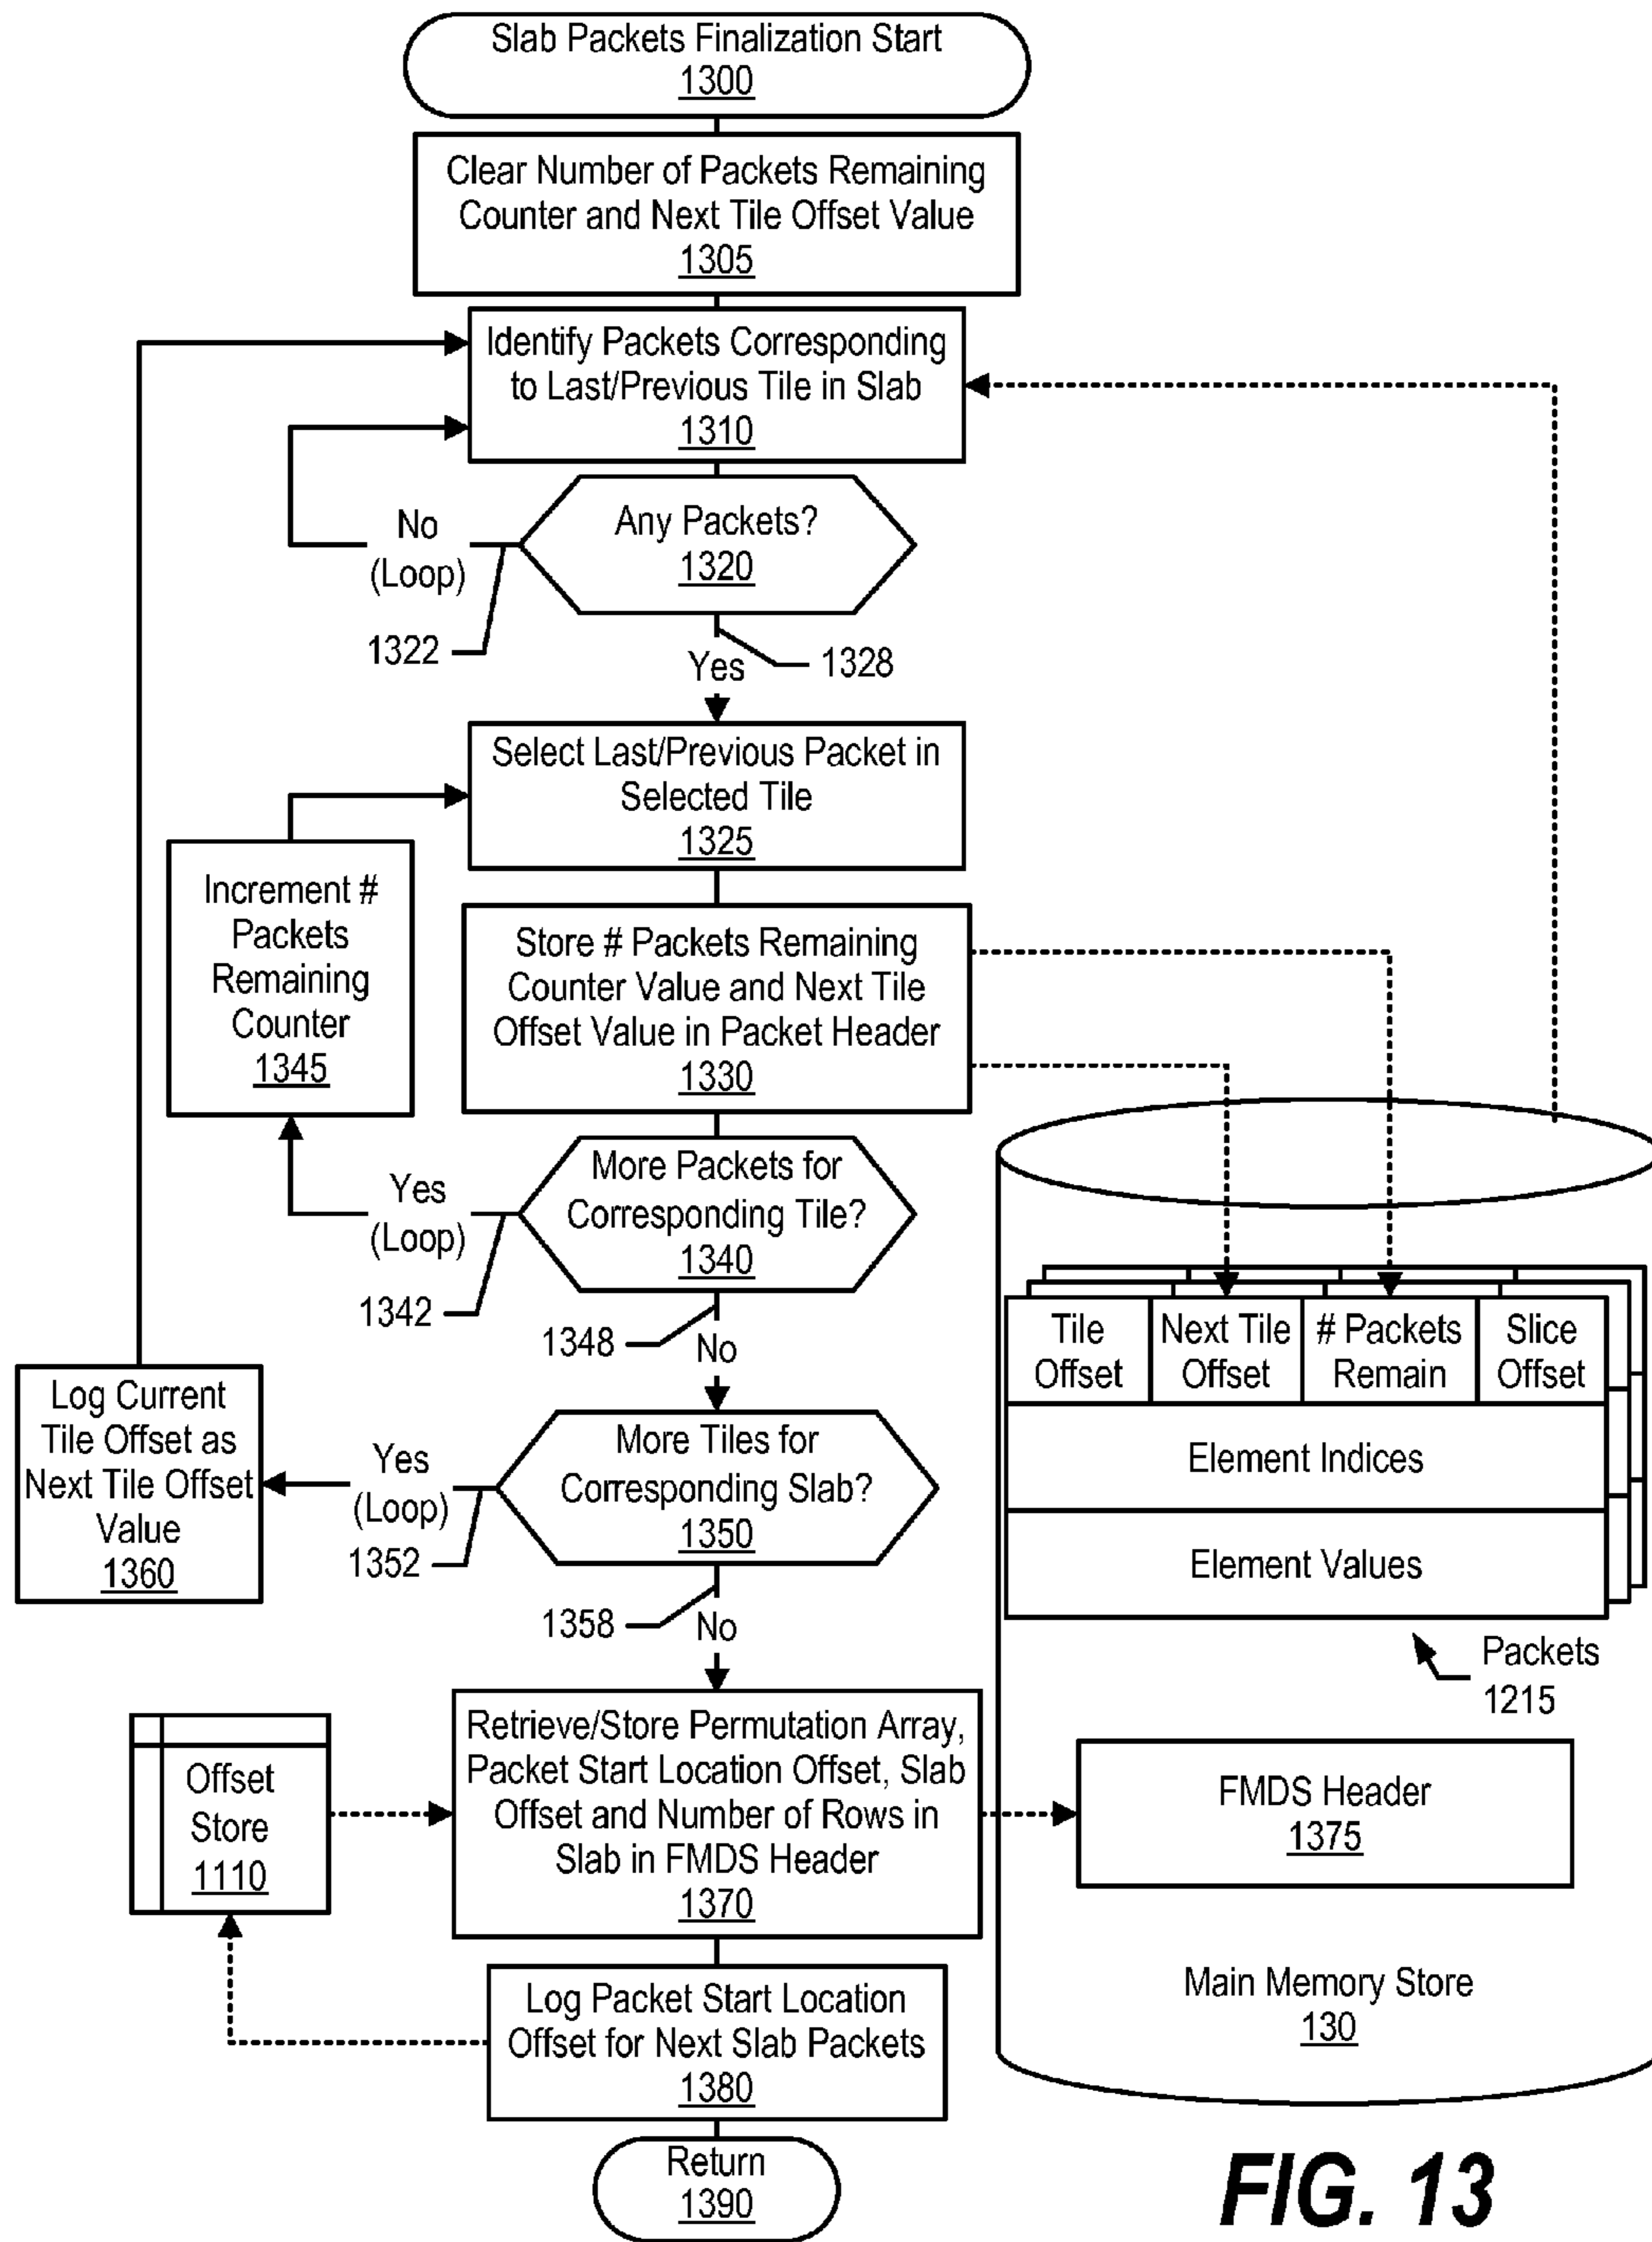 Slab Packets Finalization Start
1300
Clear Number of Packets Remaining
Counter and Next Tile Offset Value
1305
Identify Packets Corresponding
to Last/Previous Tile in Slab
1310
Any Packets?
1320
No
(Loop)
1322
Yes
1328
Select Last/Previous Packet in
Selected Tile
1325
Increment #
Packets
Remaining
Counter
1345
Store # Packets Remaining
Counter Value and Next Tile
Offset Value in Packet Header
1330
More Packets for
Corresponding Tile?
1340
Yes
(Loop)
1342
1348
No
Log Current
Tile Offset as
Next Tile Offset
Value
1360
More Tiles for
Corresponding Slab?
1350
Yes
(Loop)
1352
1358
No
Tile
Offset
Next Tile
Offset
# Packets
Remain
Slice
Offset
Element Indices
Element Values
Packets
1215
Offset
Store
1110
Retrieve/Store Permutation Array,
Packet Start Location Offset, Slab
Offset and Number of Rows in
Slab in FMDS Header
1370
FMDS Header
1375
Main Memory Store
130
Log Packet Start Location
Offset for Next Slab Packets
1380
Return
1390
FIG. 13